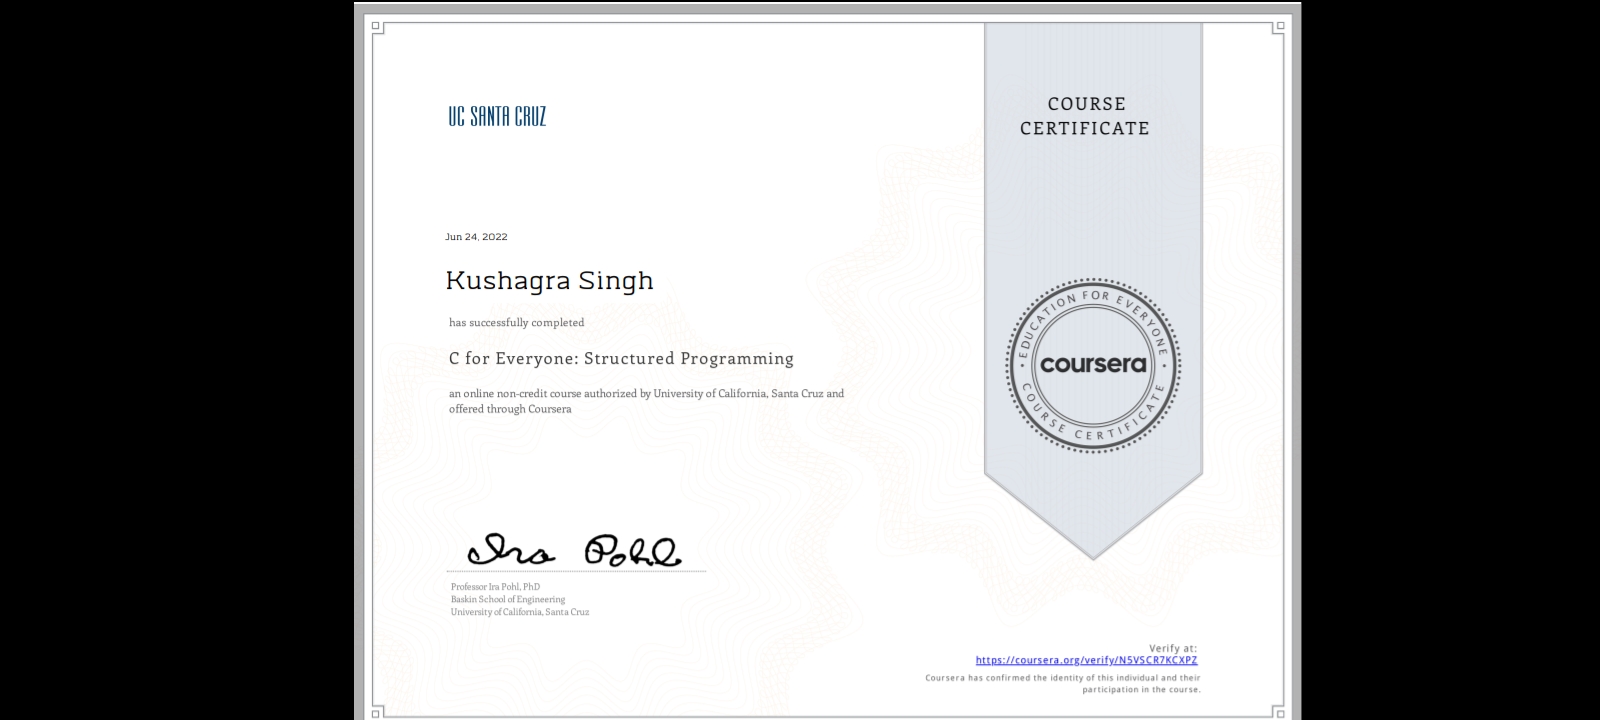 UC SANTA CRUZ
COURSE
CERTIFICATE
Jun 24, 2022
Kushagra Singh
has successfully completed
C for Everyone: Structured Programming
an online non-credit course authorized by University of California, Santa Cruz and
offered through Coursera
EDUCATION FOR EVERYONE
coursera
COURSE CERTIFICATE
Ira Pohl
Professor Ira Pohl, PhD
Baskin School of Engineering
University of California, Santa Cruz
Verify at:
https://coursera.org/verify/N5VSCR7KCXPZ
Coursera has confirmed the identity of this individual and their
participation in the course.